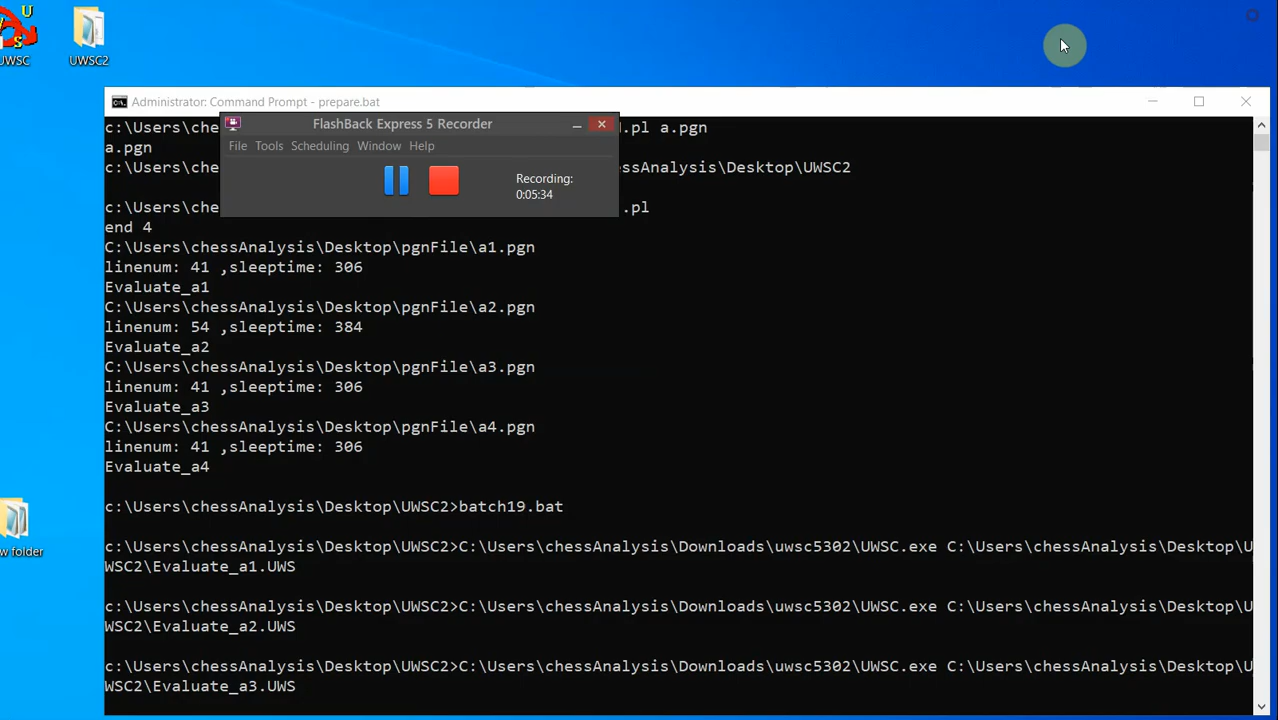 U
S
UWSC
UWSC2
Administrator: Command Prompt - prepare.bat
FlashBack Express 5 Recorder
File Tools Scheduling Window Help
Recording:
0:05:34
c:\Users\che .pl a.pgn
a.pgn
c:\Users\che essAnalysis\Desktop\UWSC2
c:\Users\che .pl
end 4
C:\Users\chessAnalysis\Desktop\pgnFile\a1.pgn
linenum: 41 ,sleeptime: 306
Evaluate_a1
C:\Users\chessAnalysis\Desktop\pgnFile\a2.pgn
linenum: 54 ,sleeptime: 384
Evaluate_a2
C:\Users\chessAnalysis\Desktop\pgnFile\a3.pgn
linenum: 41 ,sleeptime: 306
Evaluate_a3
C:\Users\chessAnalysis\Desktop\pgnFile\a4.pgn
linenum: 41 ,sleeptime: 306
Evaluate_a4
w folder
c:\Users\chessAnalysis\Desktop\UWSC2>batch19.bat
c:\Users\chessAnalysis\Desktop\UWSC2>C:\Users\chessAnalysis\Downloads\uwsc5302\UWSC.exe C:\Users\chessAnalysis\Desktop\U
WSC2\Evaluate_a1.UWS
c:\Users\chessAnalysis\Desktop\UWSC2>C:\Users\chessAnalysis\Downloads\uwsc5302\UWSC.exe C:\Users\chessAnalysis\Desktop\U
WSC2\Evaluate_a2.UWS
c:\Users\chessAnalysis\Desktop\UWSC2>C:\Users\chessAnalysis\Downloads\uwsc5302\UWSC.exe C:\Users\chessAnalysis\Desktop\U
WSC2\Evaluate_a3.UWS